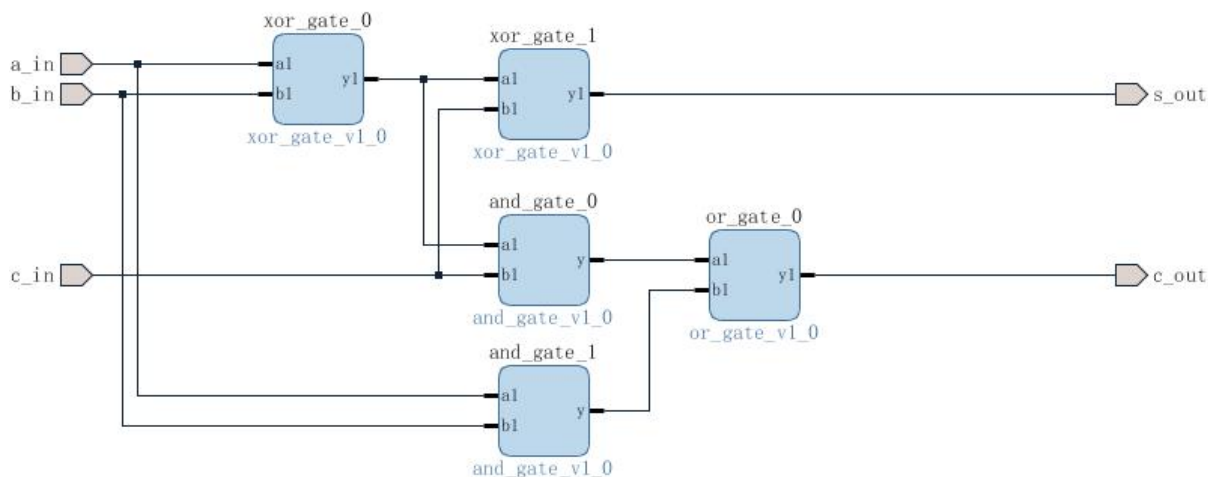 xor_gate_0
a_in
a1
b_in
b1
y1
xor_gate_v1_0
xor_gate_1
a1
b1
y1
xor_gate_v1_0
s_out
and_gate_0
a1
b1
y
and_gate_v1_0
c_in
or_gate_0
a1
b1
y1
or_gate_v1_0
c_out
and_gate_1
a1
b1
y
and_gate_v1_0